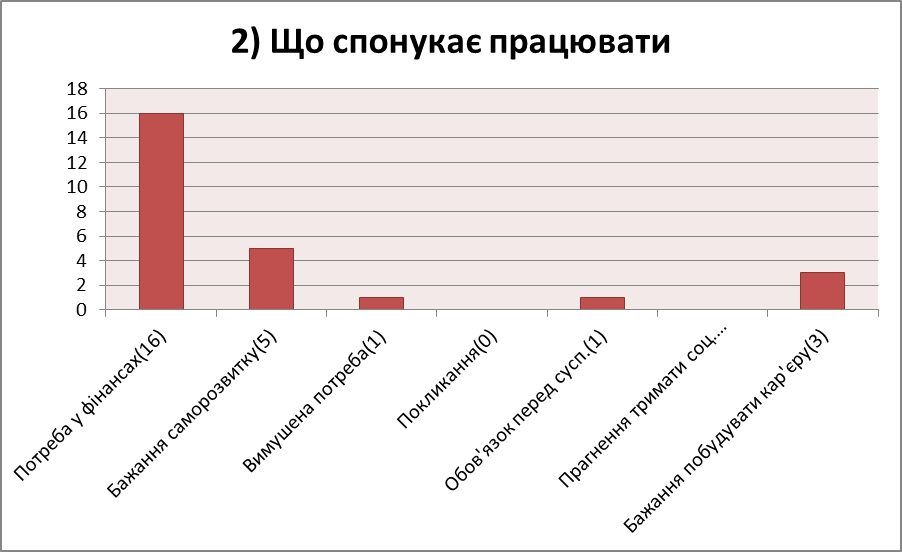 2) Що спонукає працювати
18
16
14
12
10
8
6
4
2
0
Потреба у фінансах(16)
Бажання саморозвитку(5)
Вимушена потреба(1)
Покликання(0)
Обов'язок перед сусп.(1)
Прагнення тримати соц....
Бажання побудувати кар'єру(3)